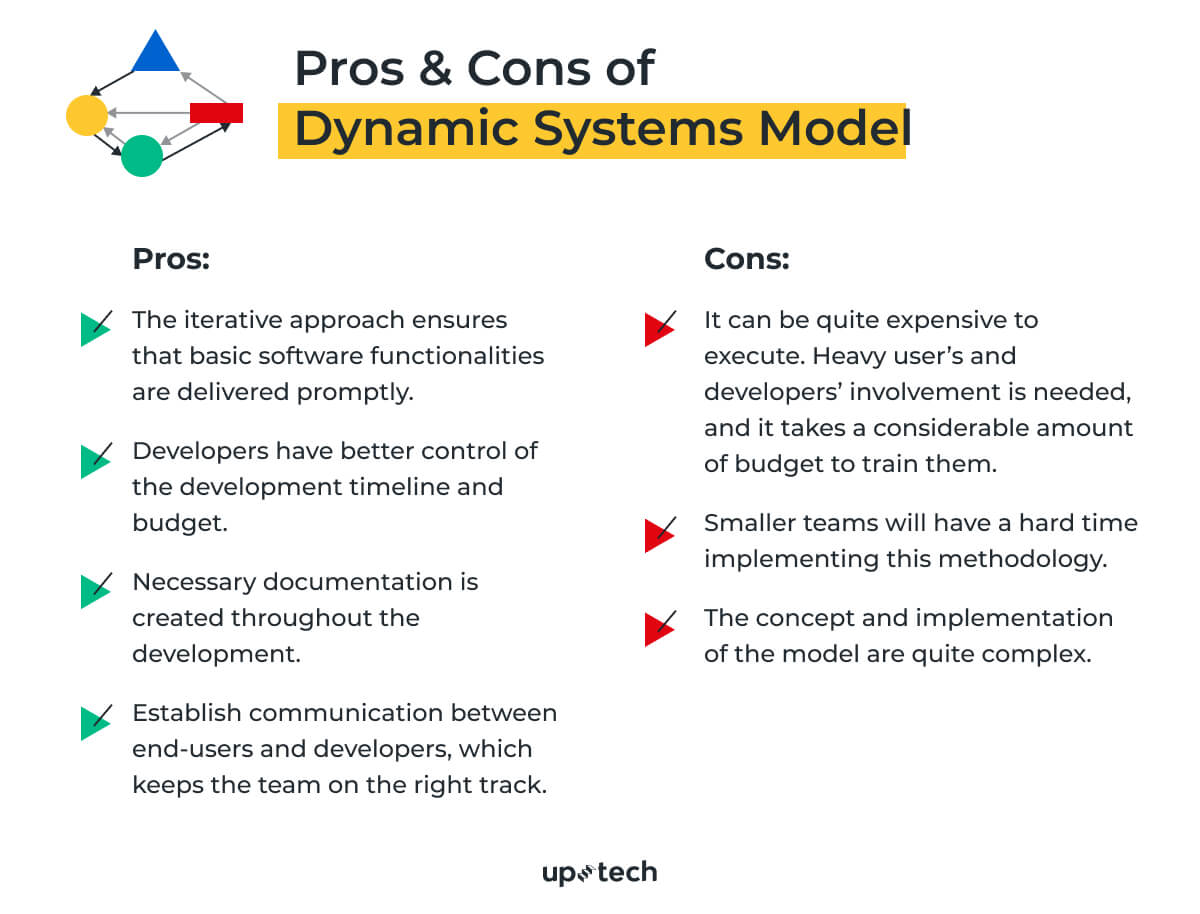 Pros & Cons of
Dynamic Systems Model
Pros:
The iterative approach ensures
that basic software functionalities
are delivered promptly.
Developers have better control of
the development timeline and
budget.
Necessary documentation is
created throughout the
development.
Establish communication between
end-users and developers, which
keeps the team on the right track.
Cons:
It can be quite expensive to
execute. Heavy user’s and
developers’ involvement is needed,
and it takes a considerable amount
of budget to train them.
Smaller teams will have a hard time
implementing this methodology.
The concept and implementation
of the model are quite complex.
uptech